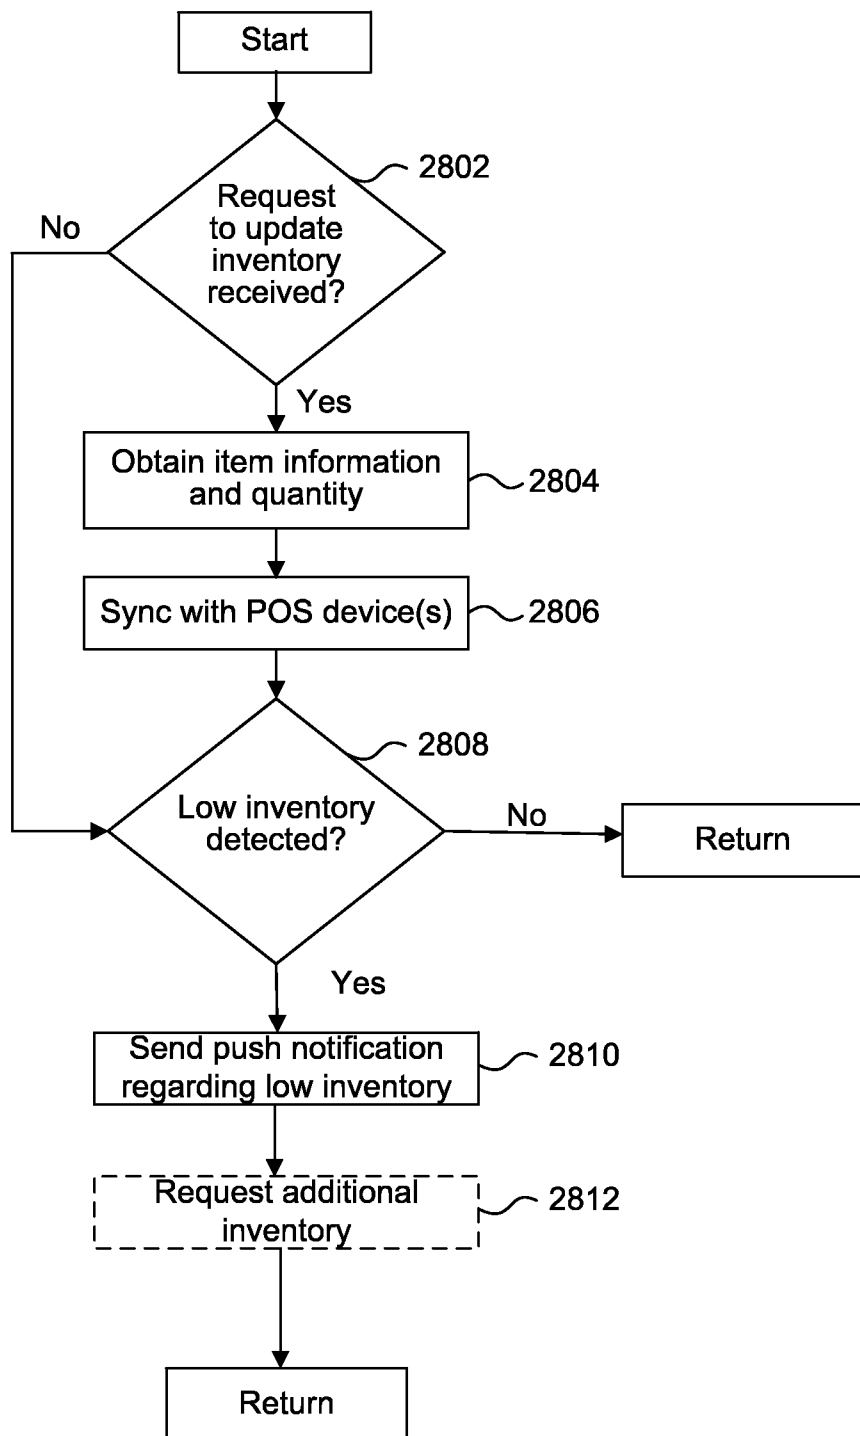 Start
2802
Request
to update
inventory
received?
No
Yes
Obtain item information
and quantity
2804
Sync with POS device(s)
2806
2808
Low inventory
detected?
No
Return
Yes
Send push notification
regarding low inventory
2810
Request additional
inventory
2812
Return